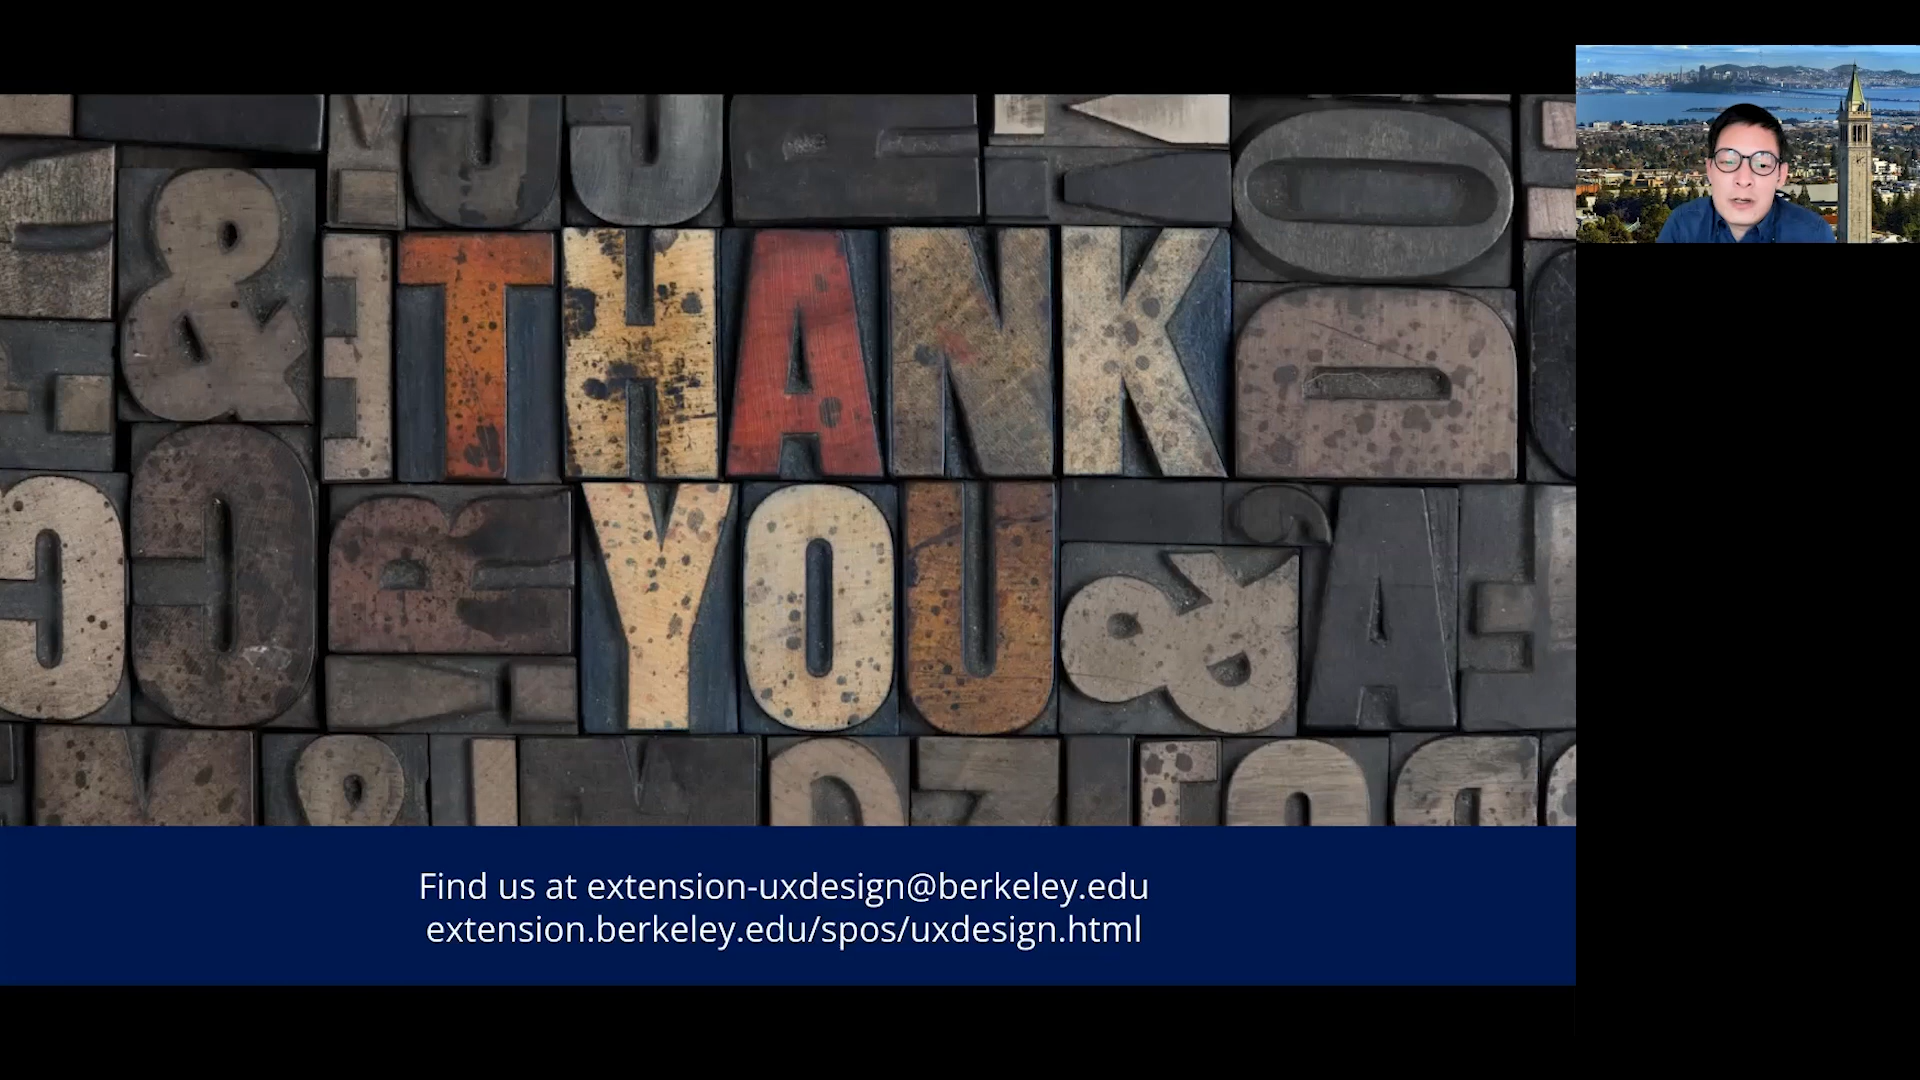 THANK
YOU
Find us at extension-uxdesign@berkeley.edu
extension.berkeley.edu/spos/uxdesign.html